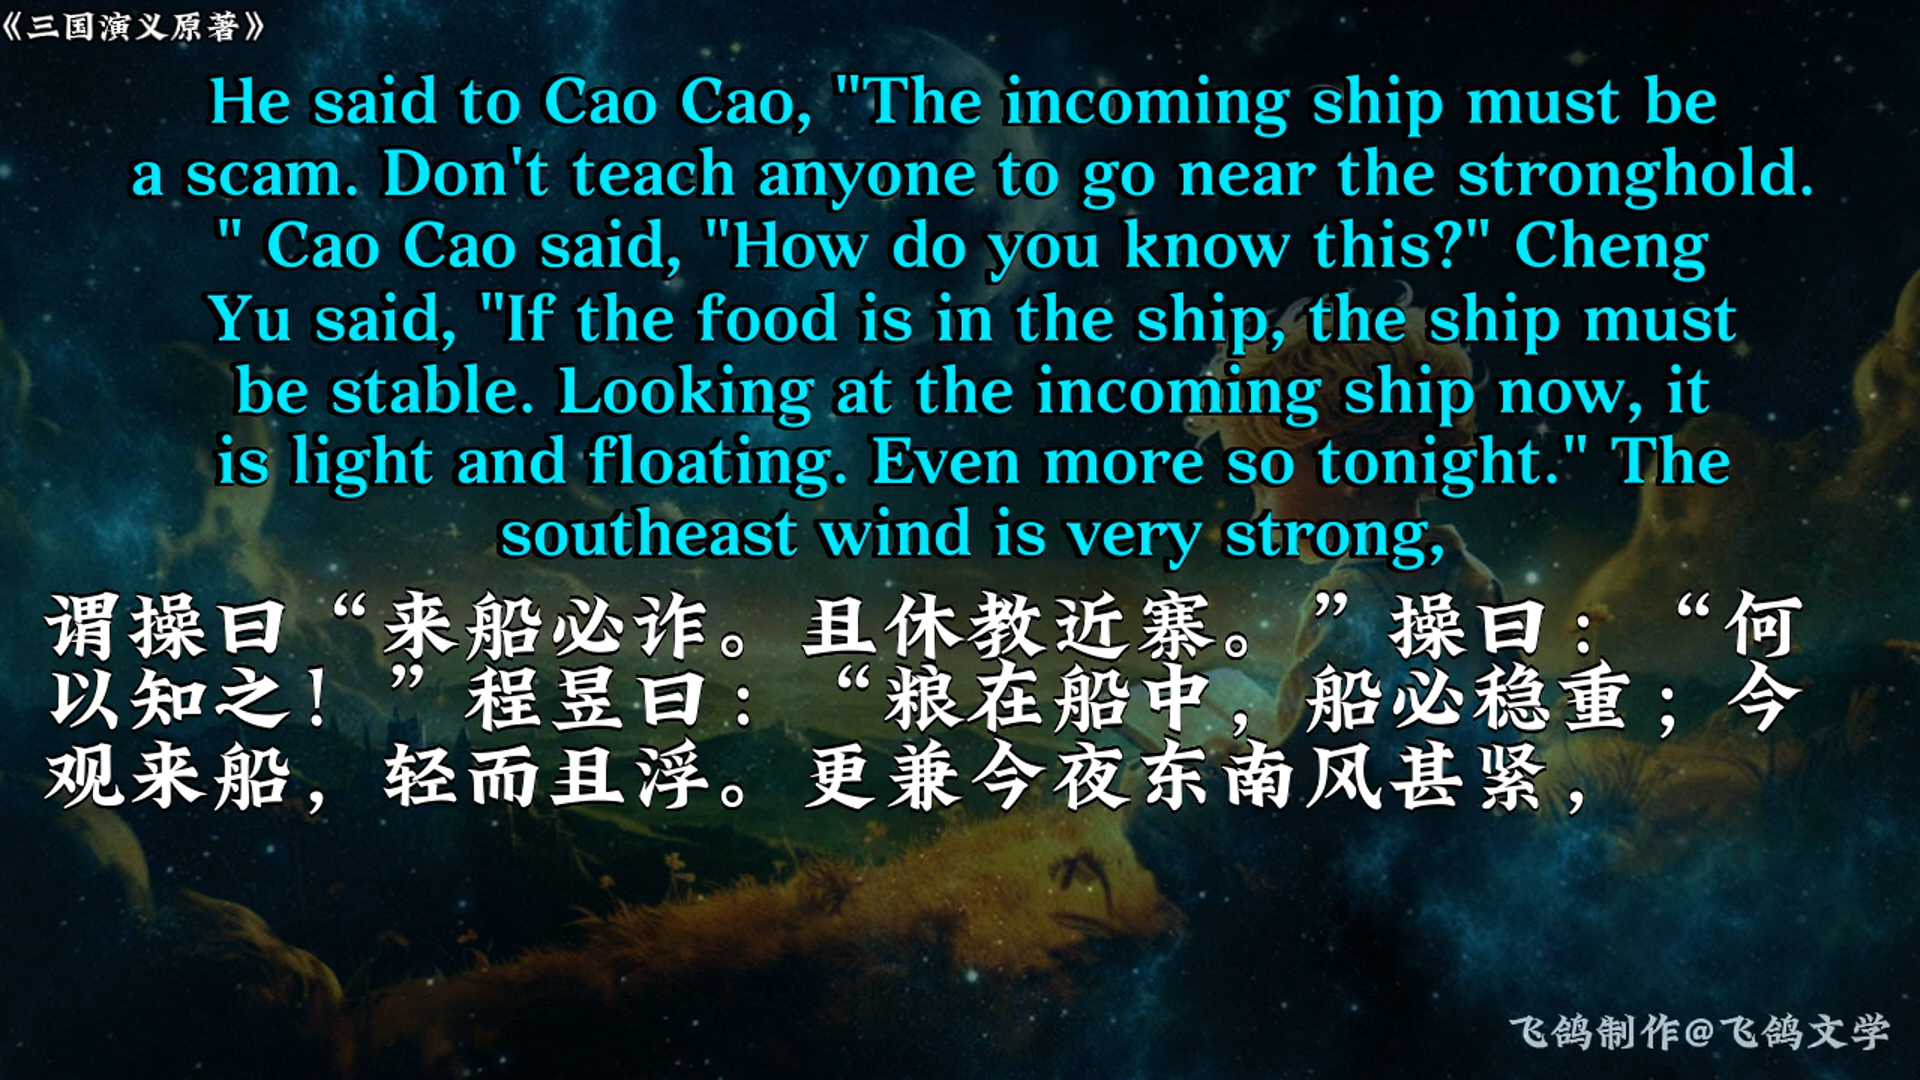 《三国演义原著》
He said to Cao Cao, "The incoming ship must be
a scam. Don't teach anyone to go near the stronghold.
" Cao Cao said, "How do you know this?" Cheng
Yu said, "If the food is in the ship, the ship must
be stable. Looking at the incoming ship now, it
is light and floating. Even more so tonight." The
southeast wind is very strong,
谓操曰“来船必诈。且休教近寨。”操曰：“何
以知之！”程昱曰：“粮在船中，船必稳重；今
观来船，轻而且浮。更兼今夜东南风甚紧，
飞鸽制作@飞鸽文学